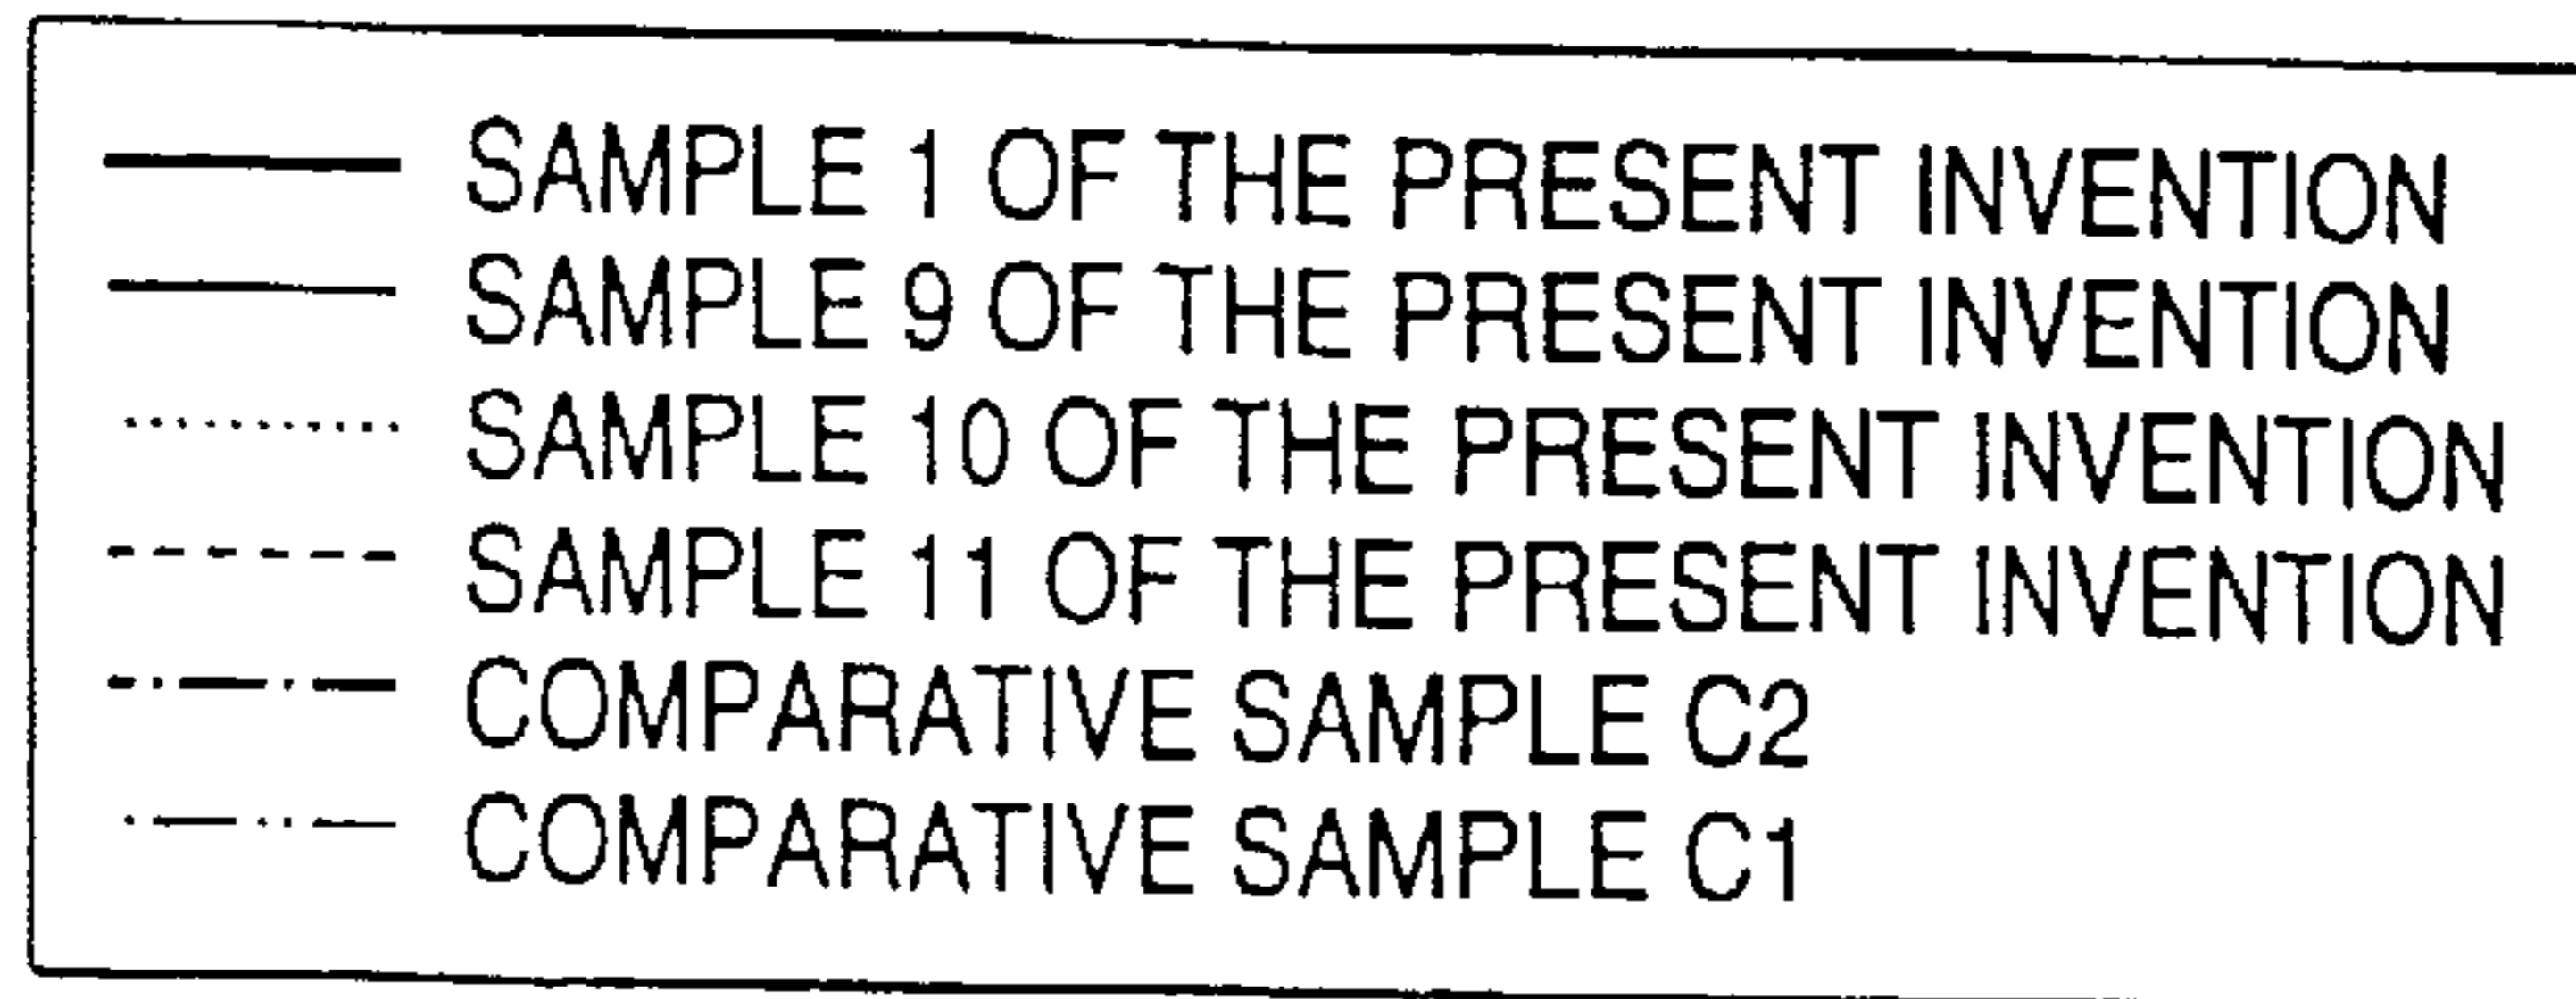 SAMPLE 1 OF THE PRESENT INVENTION
SAMPLE 9 OF THE PRESENT INVENTION
SAMPLE 10 OF THE PRESENT INVENTION
SAMPLE 11 OF THE PRESENT INVENTION
COMPARATIVE SAMPLE C2
COMPARATIVE SAMPLE C1